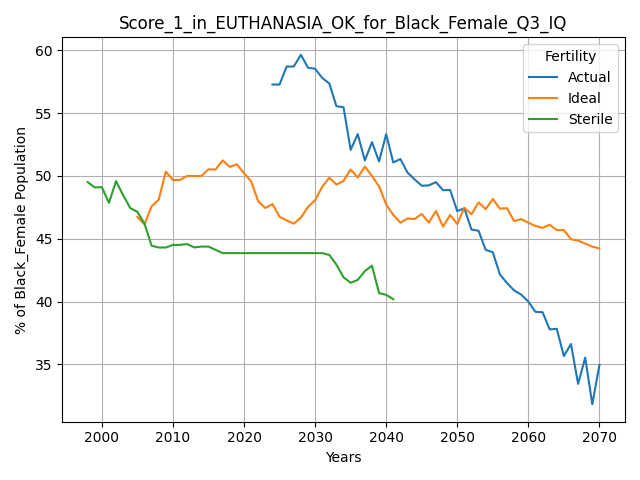 Score_1_in_EUTHANASIA_OK_for_Black_Female_Q3_IQ
% of Black_Female Population
60
55
50
45
40
35
Fertility
Actual
Ideal
Sterile
2000 2010 2020 2030 2040 2050 2060 2070
Years